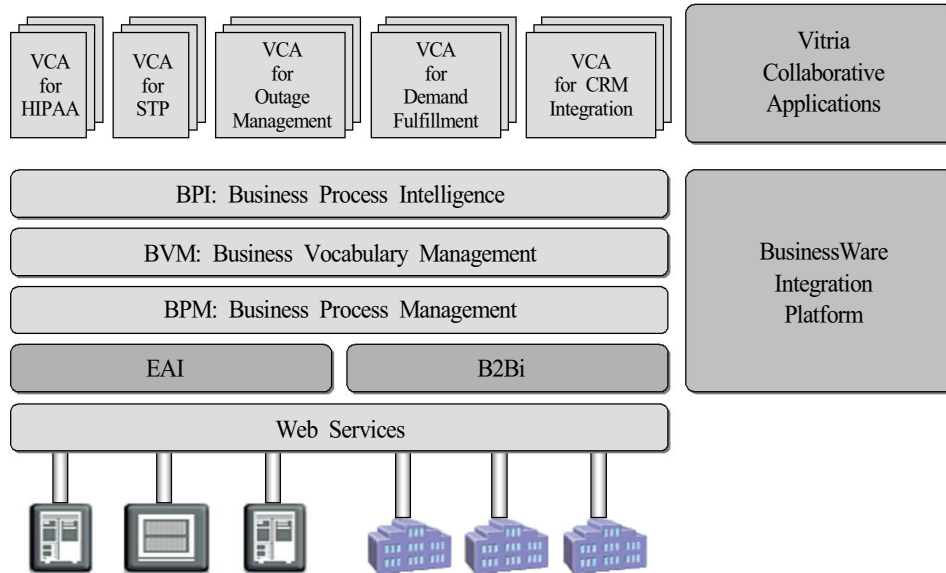 VCA
for
HIPAA
VCA
for
STP
VCA
for
Outage
Management
VCA
for
Demand
Fulfillment
VCA
for CRM
Integration
Vitria
Collaborative
Applications
BPI: Business Process Intelligence
BVM: Business Vocabulary Management
BPM: Business Process Management
EAI
B2Bi
BusinessWare
Integration
Platform
Web Services